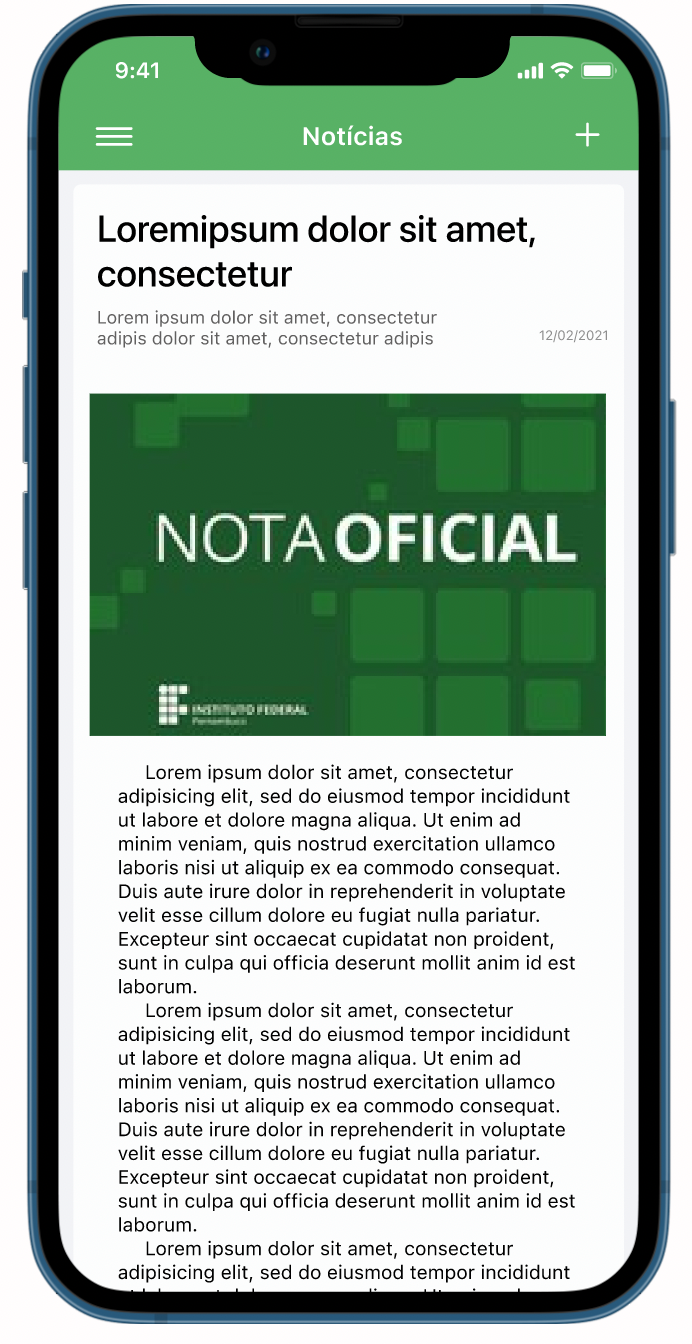 9:41
Notícias
Loremipsum dolor sit amet,
consectetur
Lorem ipsum dolor sit amet, consectetur
adipis dolor sit amet, consectetur adipis
12/02/2021
NOTA OFICIAL
INSTITUTO FEDERAL
Pernambuco
Lorem ipsum dolor sit amet, consectetur
adipisicing elit, sed do eiusmod tempor incididunt
ut labore et dolore magna aliqua. Ut enim ad
minim veniam, quis nostrud exercitation ullamco
laboris nisi ut aliquip ex ea commodo consequat.
Duis aute irure dolor in reprehenderit in voluptate
velit esse cillum dolore eu fugiat nulla pariatur.
Excepteur sint occaecat cupidatat non proident,
sunt in culpa qui officia deserunt mollit anim id est
laborum.
Lorem ipsum dolor sit amet, consectetur
adipisicing elit, sed do eiusmod tempor incididunt
ut labore et dolore magna aliqua. Ut enim ad
minim veniam, quis nostrud exercitation ullamco
laboris nisi ut aliquip ex ea commodo consequat.
Duis aute irure dolor in reprehenderit in voluptate
velit esse cillum dolore eu fugiat nulla pariatur.
Excepteur sint occaecat cupidatat non proident,
sunt in culpa qui officia deserunt mollit anim id est
laborum.
Lorem ipsum dolor sit amet, consectetur
adipisicing elit, sed do eiusmod tempor incididunt